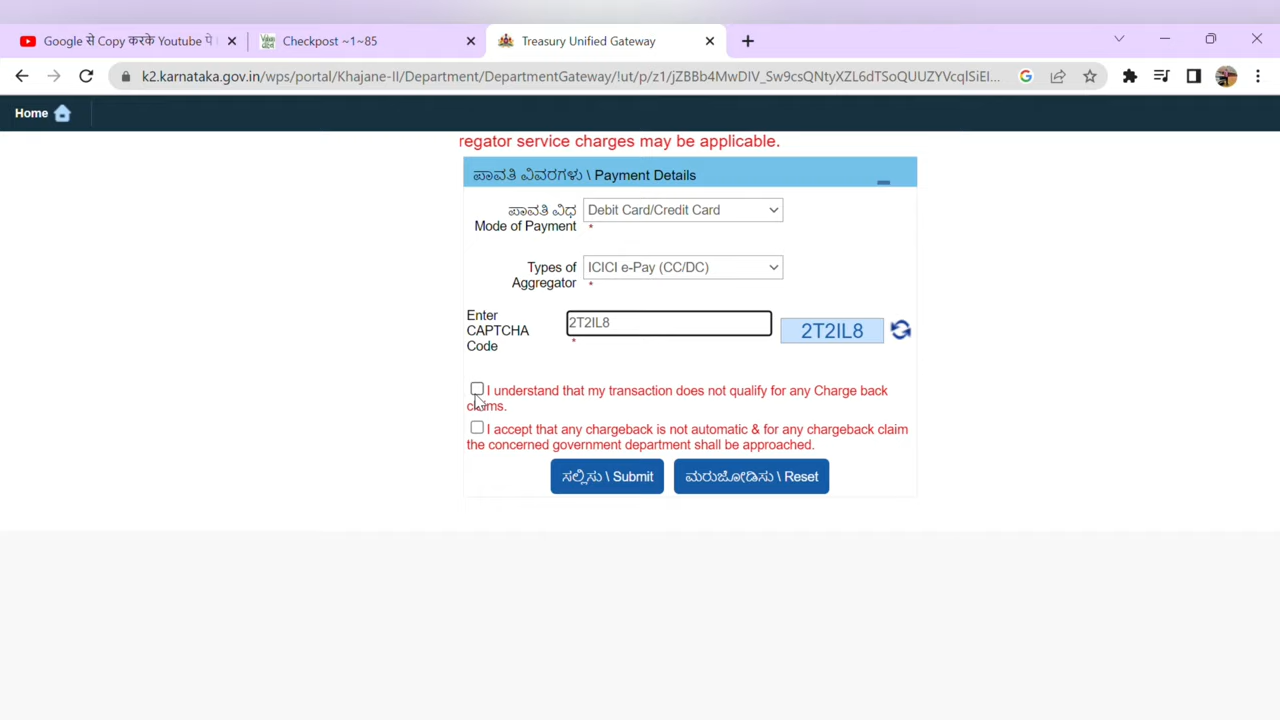 Google से Copy करके Youtube पे
Checkpost ~1~85
Treasury Unified Gateway
k2.karnataka.gov.in/wps/portal/Khajane-II/Department/DepartmentGateway/!ut/p/z1/jZBBb4MwDIV_Sw9csQNtyXZL6dTSoQUUZYVcqlSiEI...
Home
regator service charges may be applicable.
ಪಾವತಿ ವಿವರಗಳು \ Payment Details
ಪಾವತಿ ವಿಧ
Mode of Payment
Debit Card/Credit Card
*
Types of
Aggregator
ICICI e-Pay (CC/DC)
*
Enter
CAPTCHA
Code
2T2IL8
*
2T2IL8
I understand that my transaction does not qualify for any Charge back
claims.
I accept that any chargeback is not automatic & for any chargeback claim
the concerned government department shall be approached.
ಸಲ್ಲಿಸು \ Submit
ಮರುಜೋಡಿಸು \ Reset